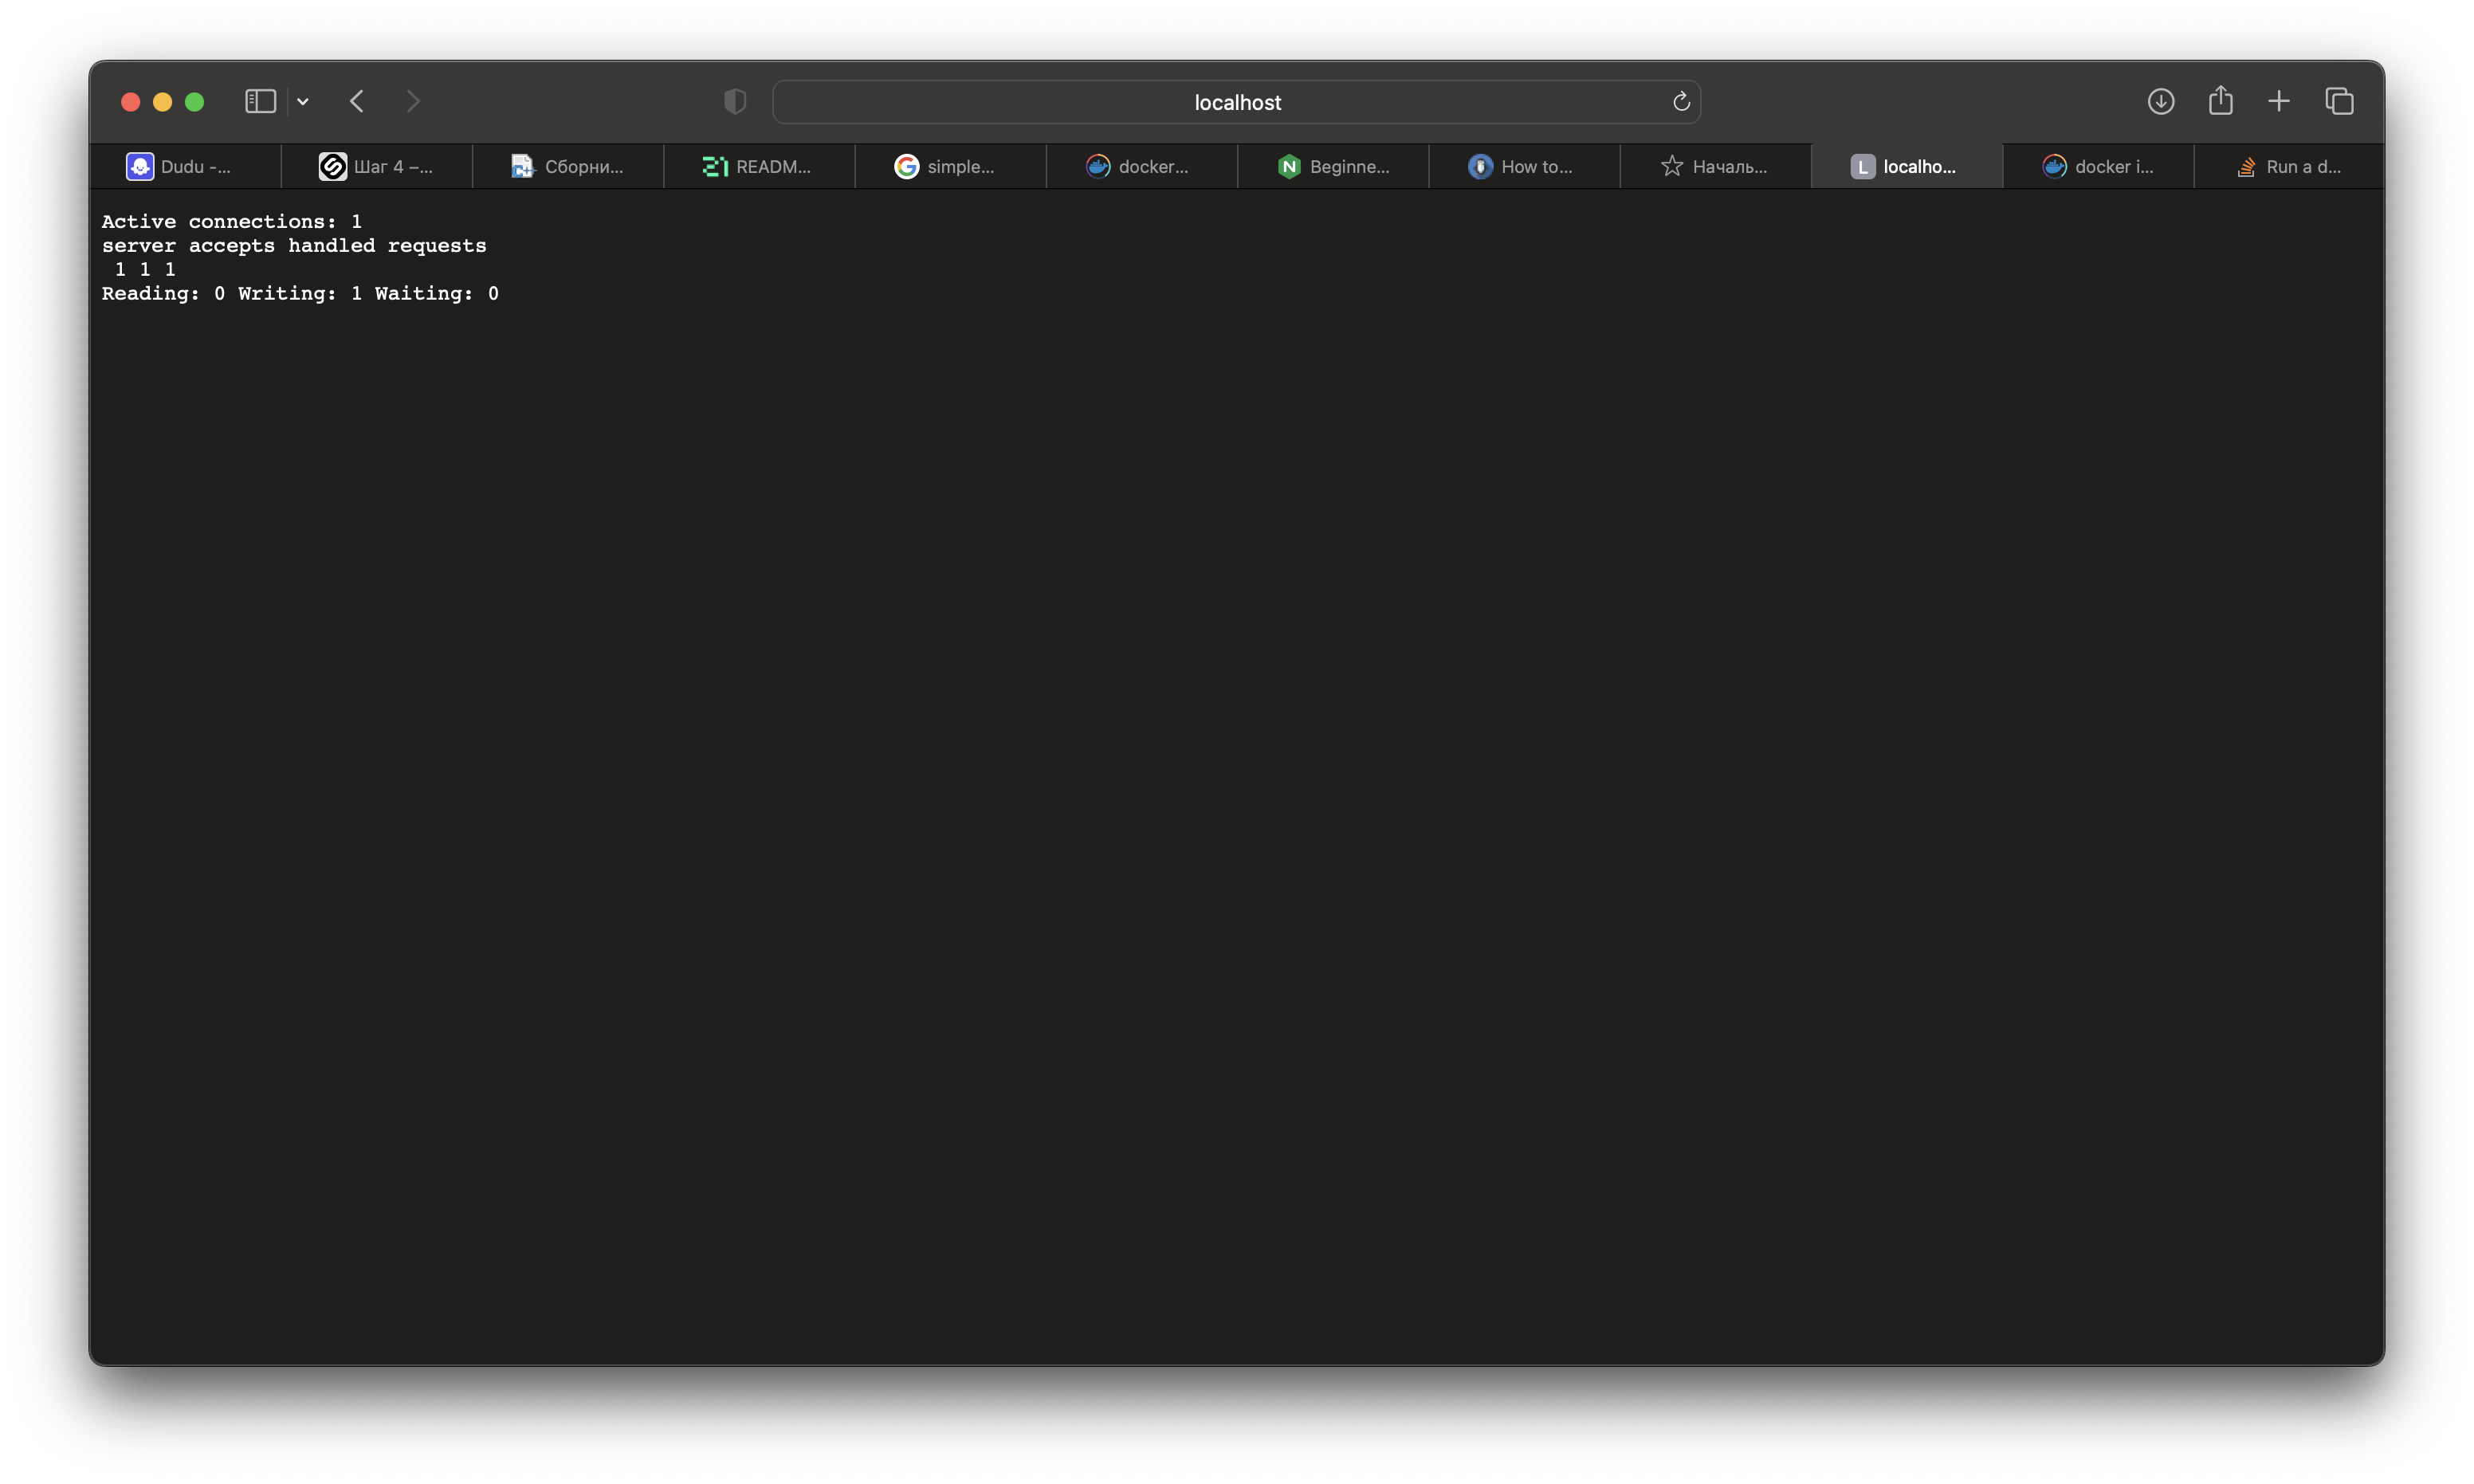 localhost
Dudu -...
Шаг 4 –...
Сборни...
READM...
simple...
docker...
Beginne...
How to...
Началь...
L localho...
docker i...
Run a d...
Active connections: 1
server accepts handled requests
1 1 1
Reading: 0 Writing: 1 Waiting: 0